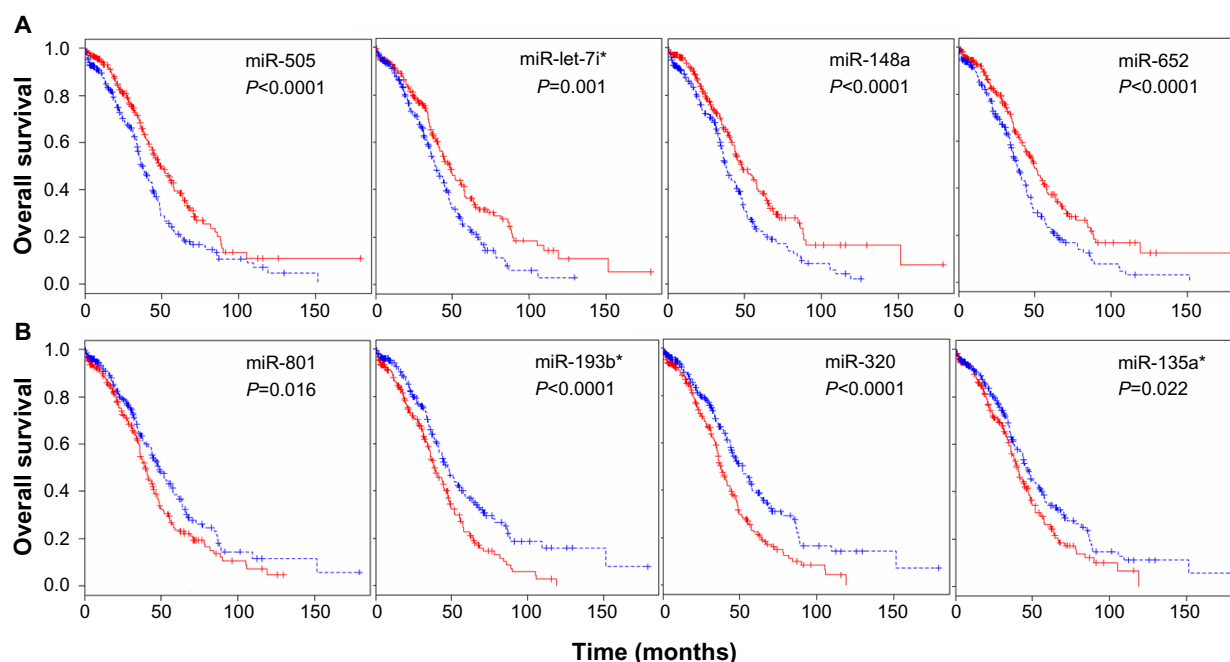 A
miR-505
P<0.0001
miR-let-7i*
P=0.001
miR-148a
P<0.0001
miR-652
P<0.0001
Overall survival
1.0
0.8
0.6
0.4
0.2
0.0
0 50 100 150
0 50 100 150
0 50 100 150
0 50 100 150
B
miR-801
P=0.016
miR-193b*
P<0.0001
miR-320
P<0.0001
miR-135a*
P=0.022
Overall survival
1.0
0.8
0.6
0.4
0.2
0.0
0 50 100 150
0 50 100 150
0 50 100 150
0 50 100 150
Time (months)